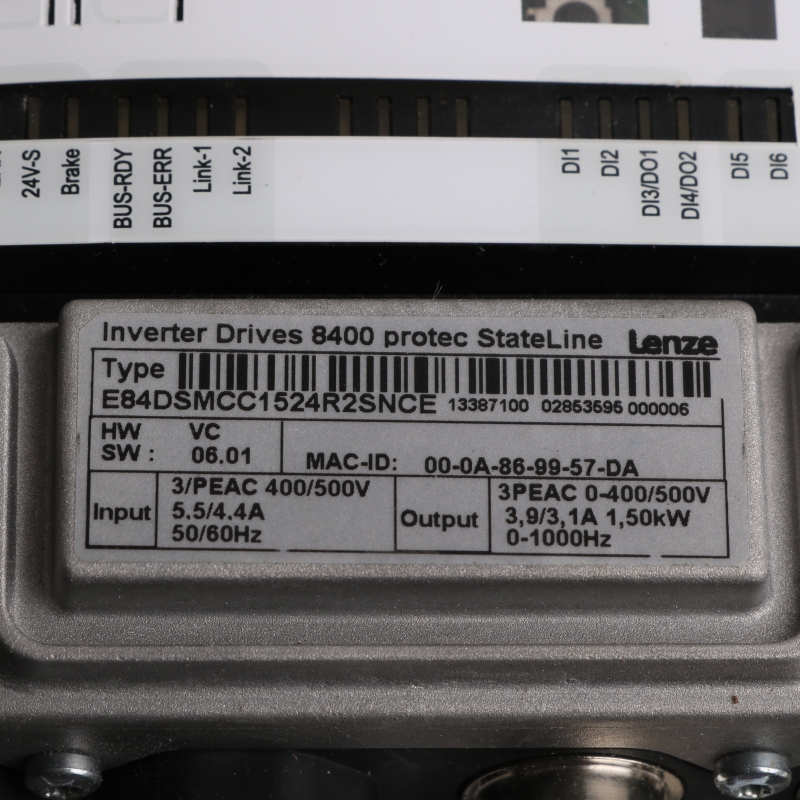 24V-S
Brake
BUS-RDY
BUS-ERR
Link-1
Link-2
DI1
DI2
DI3/DO1
DI4/DO2
DI5
DI6
Inverter Drives 8400 protec StateLine Lenze
Type
E84DSMCC1524R2SNCE 13387100 02853595 000006
HW VC
SW : 06.01
MAC-ID: 00-0A-86-99-57-DA
Input
3/PEAC 400/500V
5.5/4.4A
50/60Hz
Output
3PEAC 0-400/500V
3,9/3,1A 1,50kW
0-1000Hz